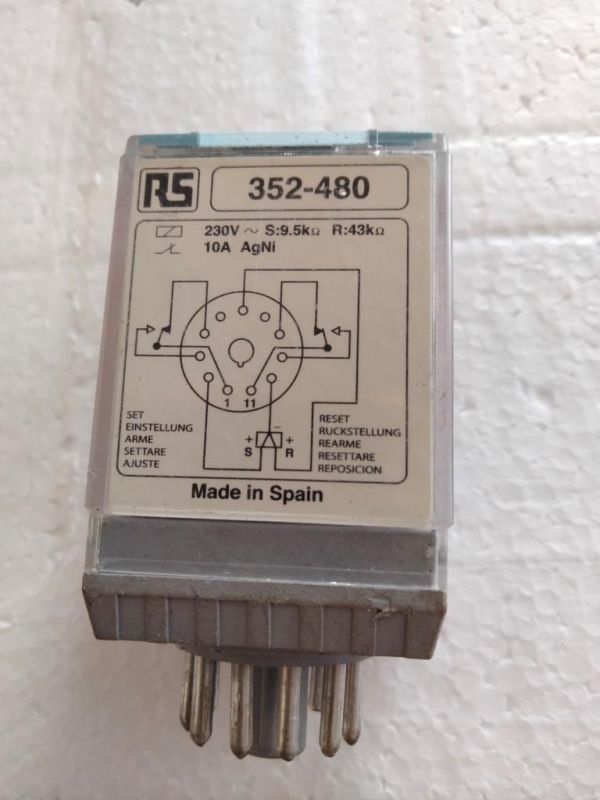 RS 352-480
230V ~ S:9.5kΩ R:43kΩ
10A AgNi
1 11
SET
EINSTELLUNG
ARME
SETTARE
AJUSTE
+ − +
S R
RESET
RUCKSTELLUNG
REARME
RESETTARE
REPOSICION
Made in Spain